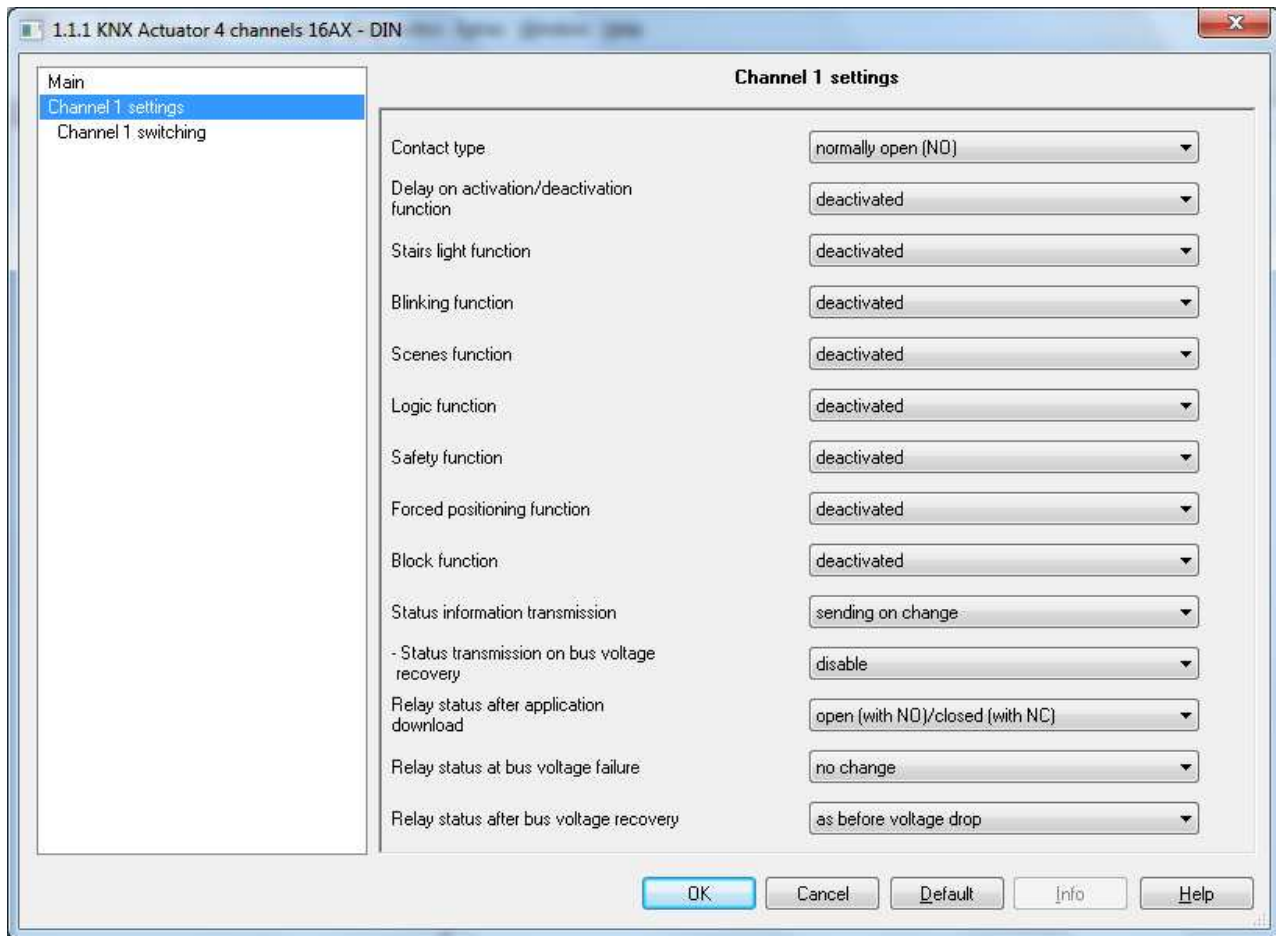 1.1.1 KNX Actuator 4 channels 16AX - DIN
Main
Channel 1 settings
Channel 1 switching
Channel 1 settings
Contact type
normally open (NO)
Delay on activation/deactivation
function
deactivated
Stairs light function
deactivated
Blinking function
deactivated
Scenes function
deactivated
Logic function
deactivated
Safety function
deactivated
Forced positioning function
deactivated
Block function
deactivated
Status information transmission
sending on change
- Status transmission on bus voltage
recovery
disable
Relay status after application
download
open (with NO)/closed (with NC)
Relay status at bus voltage failure
no change
Relay status after bus voltage recovery
as before voltage drop
OK
Cancel
Default
Info
Help